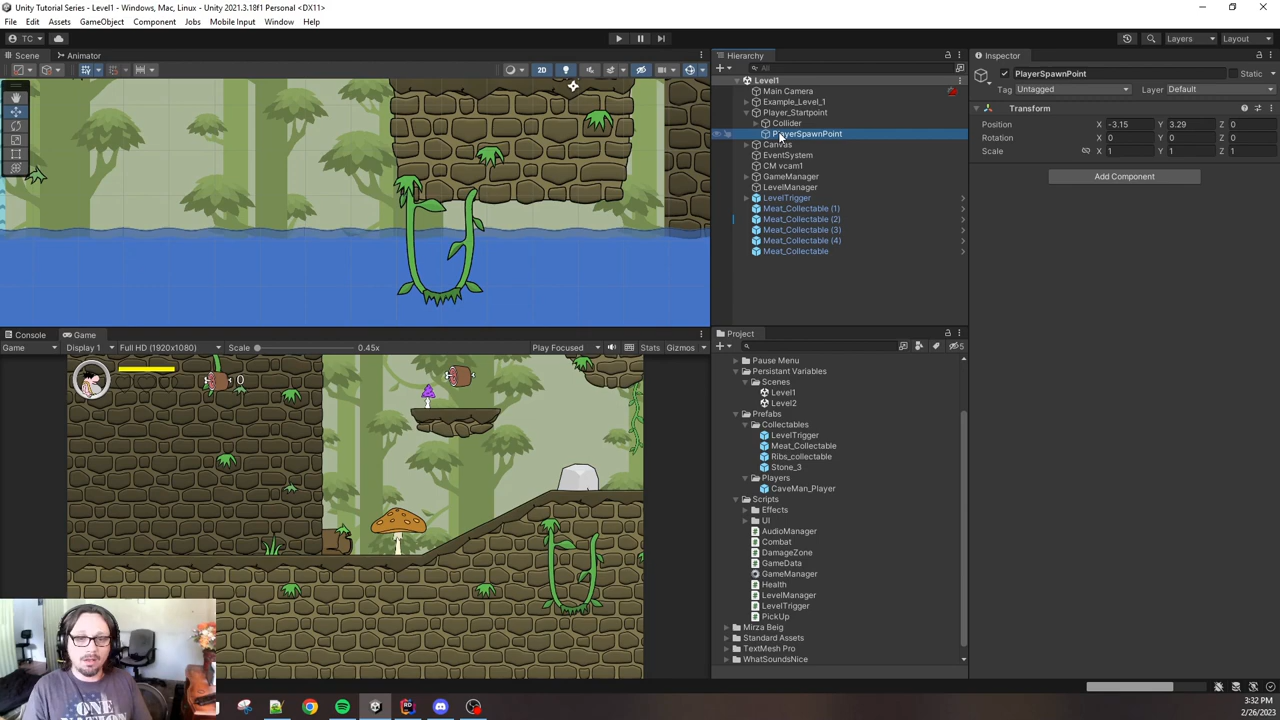 Unity Tutorial Series - Level1 - Windows, Mac, Linux - Unity 2021.3.18f1 Personal <DX11>
File Edit Assets GameObject Component Jobs Mobile Input Window Help
TC
Layers Layout
Scene Animator
2D
Hierarchy
All
Level1
Main Camera
Example_Level_1
Player_Startpoint
Collider
PlayerSpawnPoint
Canvas
EventSystem
CM vcam1
GameManager
LevelManager
LevelTrigger
Meat_Collectable (1)
Meat_Collectable (2)
Meat_Collectable (3)
Meat_Collectable (4)
Meat_Collectable
Inspector
PlayerSpawnPoint Static
Tag Untagged Layer Default
Transform
Position X -3.15 Y 3.29 Z 0
Rotation X 0 Y 0 Z 0
Scale X 1 Y 1 Z 1
Add Component
Console Game
Game Display 1 Full HD (1920x1080) Scale 0.45x Play Focused Stats Gizmos
0
Project
5
Pause Menu
Persistant Variables
Scenes
Level1
Level2
Prefabs
Collectables
LevelTrigger
Meat_Collectable
Ribs_collectable
Stone_3
Players
CaveMan_Player
Scripts
Effects
UI
AudioManager
Combat
DamageZone
GameData
GameManager
Health
LevelManager
LevelTrigger
PickUp
Mirza Beig
Standard Assets
TextMesh Pro
WhatSoundsNice
ONE NATION
3:32 PM
2/26/2023